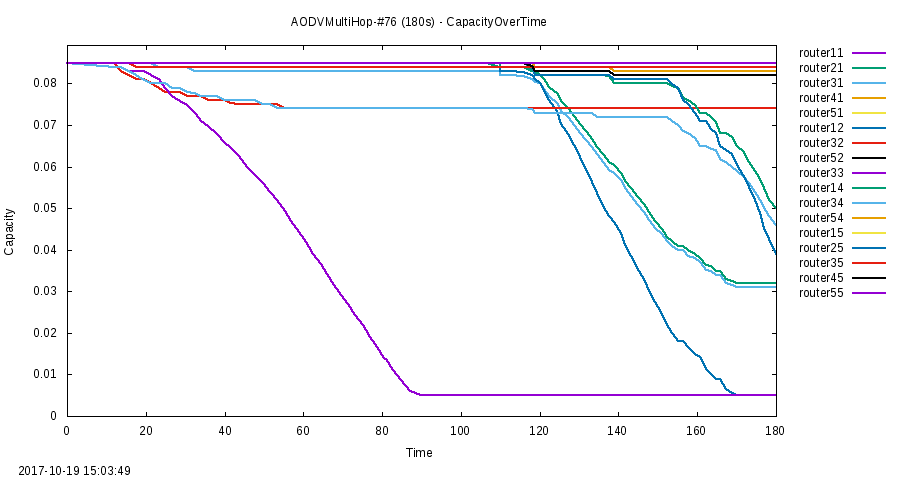 AODVMultiHop-#76 (180s) - CapacityOverTime
Capacity
0.08
0.07
0.06
0.05
0.04
0.03
0.02
0.01
0
0 20 40 60 80 100 120 140 160 180
Time
router11
router21
router31
router41
router51
router12
router32
router52
router33
router14
router34
router54
router15
router25
router35
router45
router55
2017-10-19 15:03:49